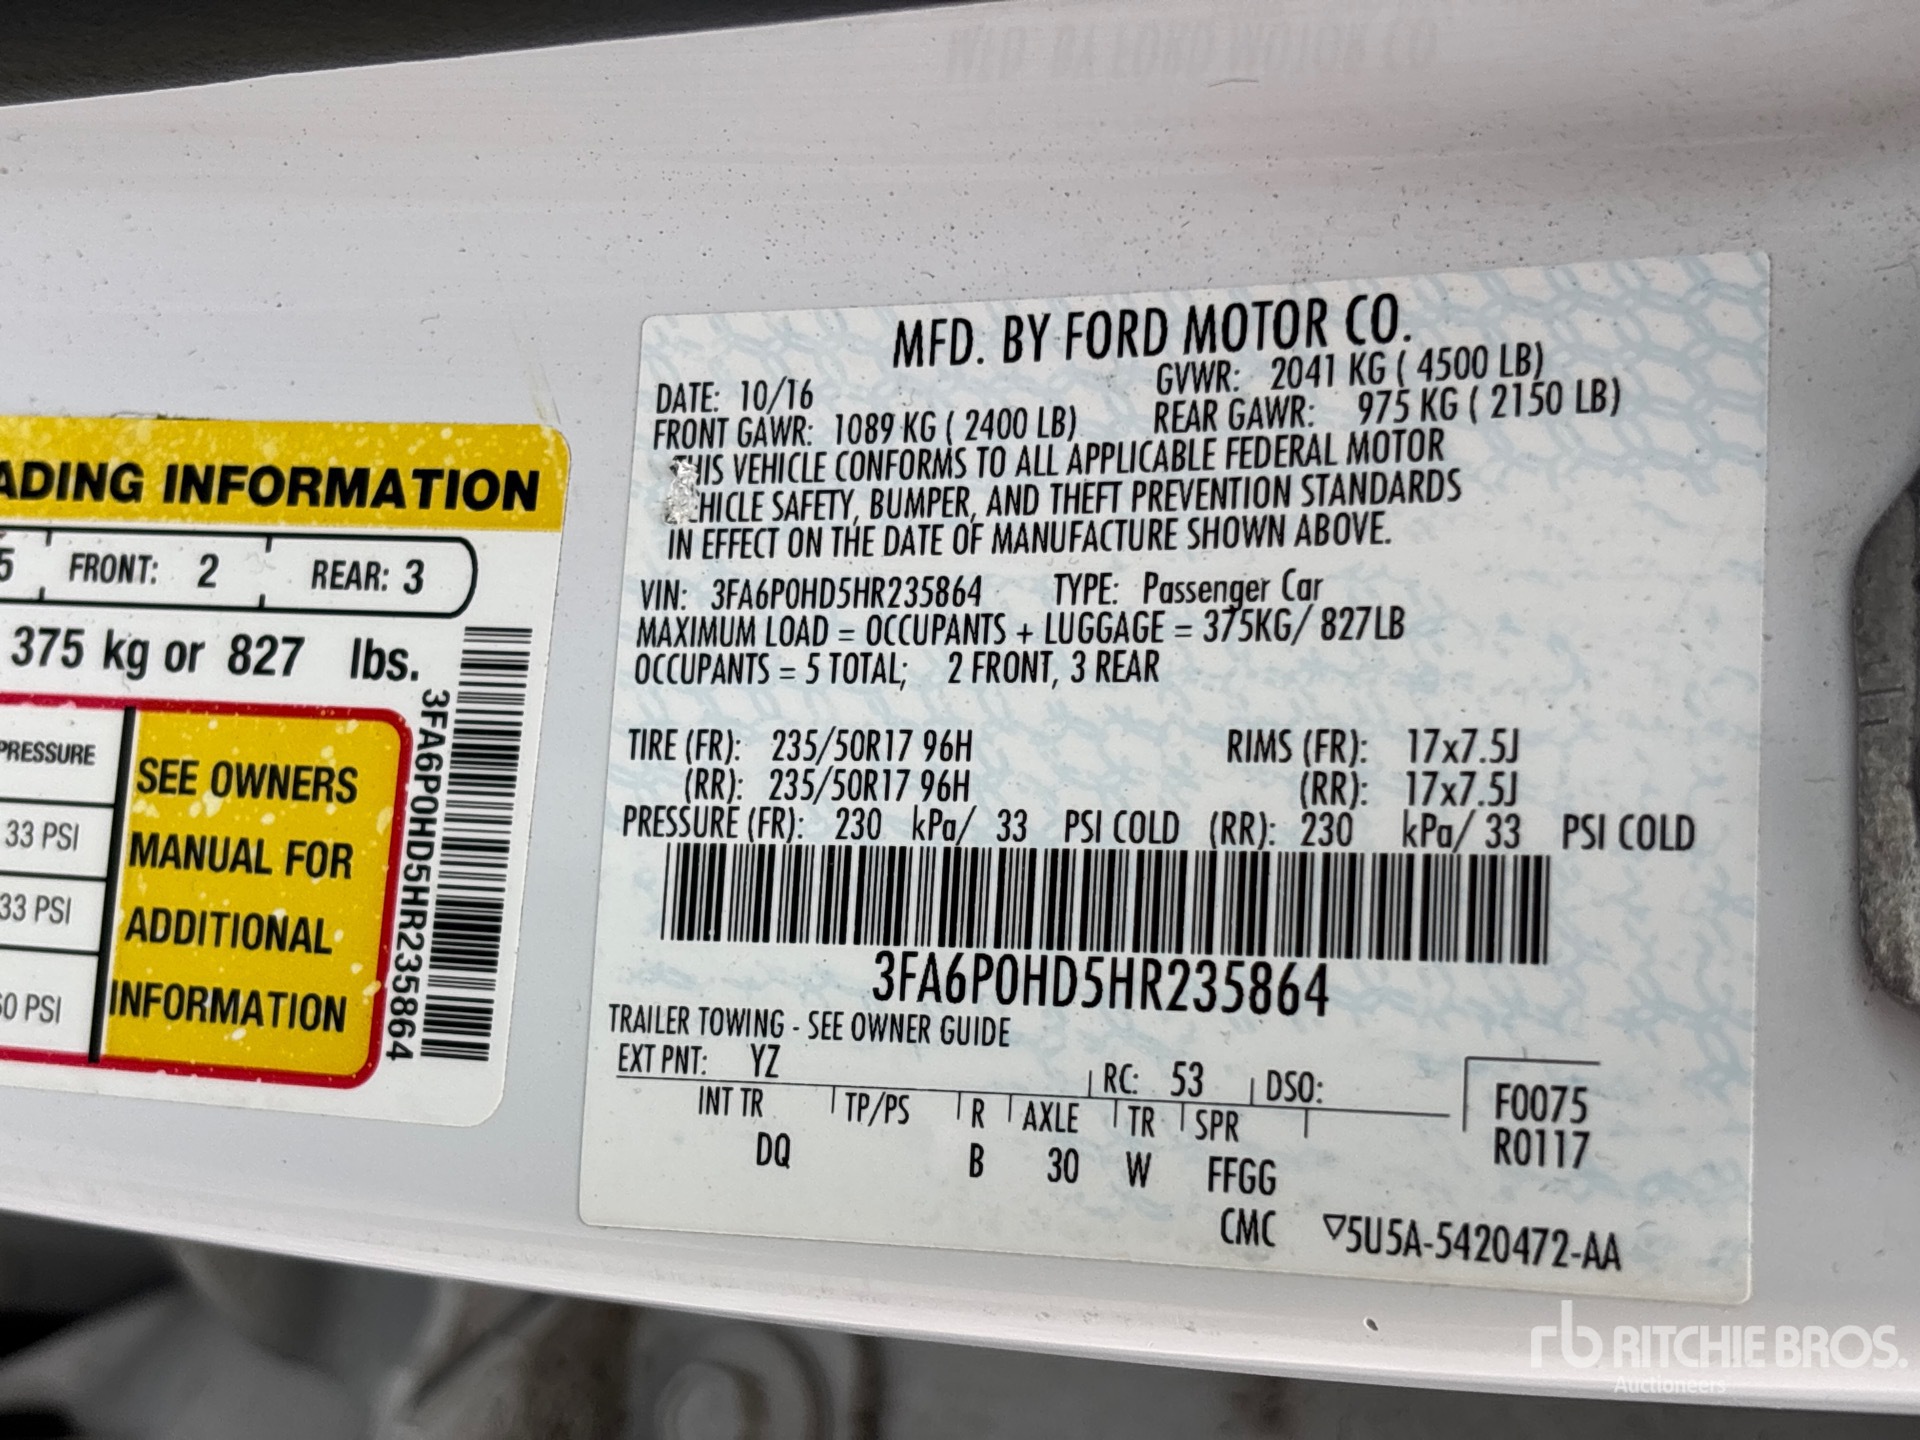 MFD. BY FORD MOTOR CO.
DATE: 10/16 GVWR: 2041 KG ( 4500 LB)
FRONT GAWR: 1089 KG ( 2400 LB) REAR GAWR: 975 KG ( 2150 LB)
THIS VEHICLE CONFORMS TO ALL APPLICABLE FEDERAL MOTOR
VEHICLE SAFETY, BUMPER, AND THEFT PREVENTION STANDARDS
IN EFFECT ON THE DATE OF MANUFACTURE SHOWN ABOVE.
VIN: 3FA6P0HD5HR235864 TYPE: Passenger Car
MAXIMUM LOAD = OCCUPANTS + LUGGAGE = 375KG/ 827LB
OCCUPANTS = 5 TOTAL; 2 FRONT, 3 REAR
TIRE (FR): 235/50R17 96H RIMS (FR): 17x7.5J
(RR): 235/50R17 96H (RR): 17x7.5J
PRESSURE (FR): 230 kPa/ 33 PSI COLD (RR): 230 kPa/ 33 PSI COLD
3FA6P0HD5HR235864
TRAILER TOWING - SEE OWNER GUIDE
EXT PNT: YZ RC: 53 DSO:
INT TR TP/PS R AXLE TR SPR
DQ B 30 W FFGG
CMC ▽5U5A-5420472-AA
F0075
R0117
ADING INFORMATION
5 FRONT: 2 REAR: 3
375 kg or 827 lbs.
PRESSURE
33 PSI
33 PSI
60 PSI
SEE OWNERS
MANUAL FOR
ADDITIONAL
INFORMATION
3FA6P0HD5HR235864
rb RITCHIE BROS.
Auctioneers